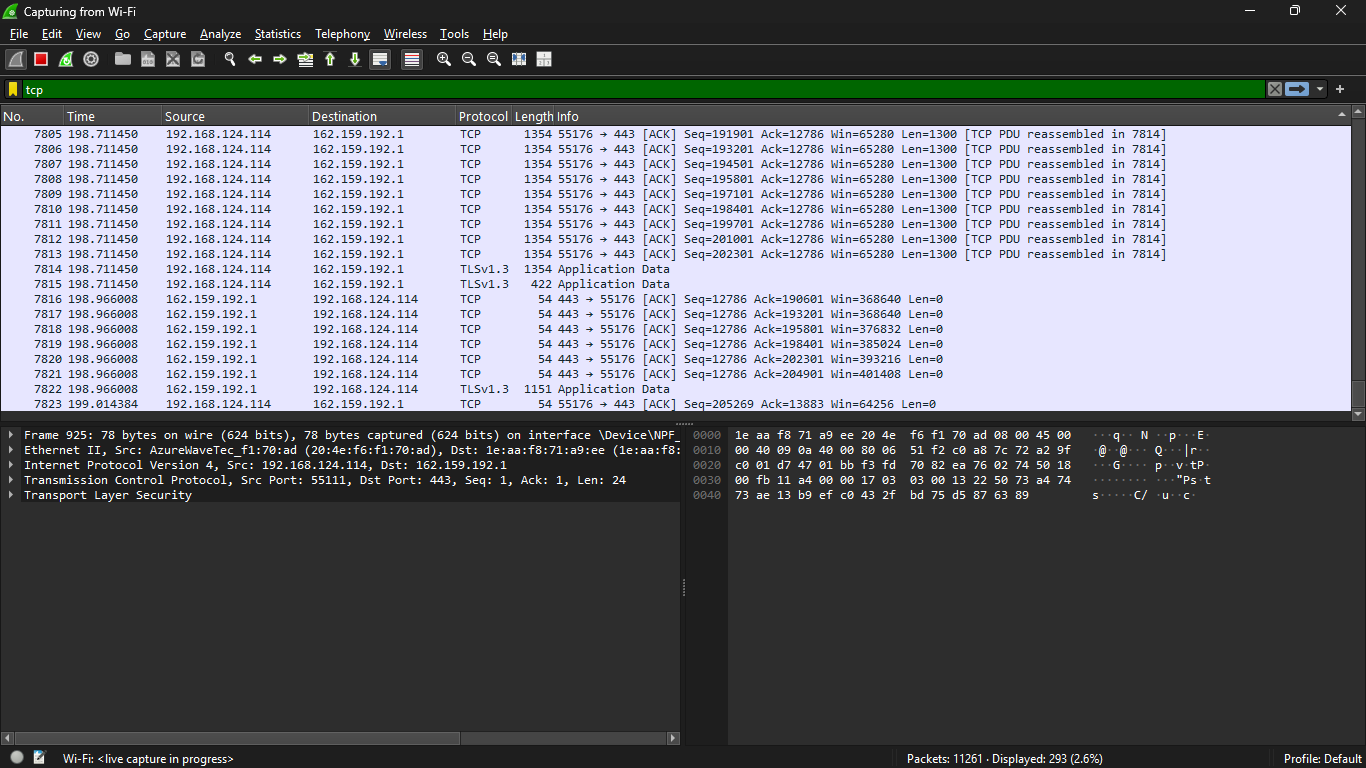 Capturing from Wi-Fi
File Edit View Go Capture Analyze Statistics Telephony Wireless Tools Help
tcp
No. Time Source Destination Protocol Length Info
7805 198.711450 192.168.124.114 162.159.192.1 TCP 1354 55176 → 443 [ACK] Seq=191901 Ack=12786 Win=65280 Len=1300 [TCP PDU reassembled in 7814]
7806 198.711450 192.168.124.114 162.159.192.1 TCP 1354 55176 → 443 [ACK] Seq=193201 Ack=12786 Win=65280 Len=1300 [TCP PDU reassembled in 7814]
7807 198.711450 192.168.124.114 162.159.192.1 TCP 1354 55176 → 443 [ACK] Seq=194501 Ack=12786 Win=65280 Len=1300 [TCP PDU reassembled in 7814]
7808 198.711450 192.168.124.114 162.159.192.1 TCP 1354 55176 → 443 [ACK] Seq=195801 Ack=12786 Win=65280 Len=1300 [TCP PDU reassembled in 7814]
7809 198.711450 192.168.124.114 162.159.192.1 TCP 1354 55176 → 443 [ACK] Seq=197101 Ack=12786 Win=65280 Len=1300 [TCP PDU reassembled in 7814]
7810 198.711450 192.168.124.114 162.159.192.1 TCP 1354 55176 → 443 [ACK] Seq=198401 Ack=12786 Win=65280 Len=1300 [TCP PDU reassembled in 7814]
7811 198.711450 192.168.124.114 162.159.192.1 TCP 1354 55176 → 443 [ACK] Seq=199701 Ack=12786 Win=65280 Len=1300 [TCP PDU reassembled in 7814]
7812 198.711450 192.168.124.114 162.159.192.1 TCP 1354 55176 → 443 [ACK] Seq=201001 Ack=12786 Win=65280 Len=1300 [TCP PDU reassembled in 7814]
7813 198.711450 192.168.124.114 162.159.192.1 TCP 1354 55176 → 443 [ACK] Seq=202301 Ack=12786 Win=65280 Len=1300 [TCP PDU reassembled in 7814]
7814 198.711450 192.168.124.114 162.159.192.1 TLSv1.3 1354 Application Data
7815 198.711450 192.168.124.114 162.159.192.1 TLSv1.3 422 Application Data
7816 198.966008 162.159.192.1 192.168.124.114 TCP 54 443 → 55176 [ACK] Seq=12786 Ack=190601 Win=368640 Len=0
7817 198.966008 162.159.192.1 192.168.124.114 TCP 54 443 → 55176 [ACK] Seq=12786 Ack=193201 Win=368640 Len=0
7818 198.966008 162.159.192.1 192.168.124.114 TCP 54 443 → 55176 [ACK] Seq=12786 Ack=195801 Win=376832 Len=0
7819 198.966008 162.159.192.1 192.168.124.114 TCP 54 443 → 55176 [ACK] Seq=12786 Ack=198401 Win=385024 Len=0
7820 198.966008 162.159.192.1 192.168.124.114 TCP 54 443 → 55176 [ACK] Seq=12786 Ack=202301 Win=393216 Len=0
7821 198.966008 162.159.192.1 192.168.124.114 TCP 54 443 → 55176 [ACK] Seq=12786 Ack=204901 Win=401408 Len=0
7822 198.966008 162.159.192.1 192.168.124.114 TLSv1.3 1151 Application Data
7823 199.014384 192.168.124.114 162.159.192.1 TCP 54 55176 → 443 [ACK] Seq=205269 Ack=13883 Win=64256 Len=0
Frame 925: 78 bytes on wire (624 bits), 78 bytes captured (624 bits) on interface \Device\NPF_
Ethernet II, Src: AzureWaveTec_f1:70:ad (20:4e:f6:f1:70:ad), Dst: 1e:aa:f8:71:a9:ee (1e:aa:f8:
Internet Protocol Version 4, Src: 192.168.124.114, Dst: 162.159.192.1
Transmission Control Protocol, Src Port: 55111, Dst Port: 443, Seq: 1, Ack: 1, Len: 24
Transport Layer Security
0000 1e aa f8 71 a9 ee 20 4e f6 f1 70 ad 08 00 45 00 ···q·· N ··p···E·
0010 00 40 09 0a 40 00 80 06 51 f2 c0 a8 7c 72 a2 9f ·@··@··· Q···|r··
0020 c0 01 d7 47 01 bb f3 fd 70 82 ea 76 02 74 50 18 ···G···· p··v·tP·
0030 00 fb 11 a4 00 00 17 03 03 00 13 22 50 73 a4 74 ········ ···"Ps·t
0040 73 ae 13 b9 ef c0 43 2f bd 75 d5 87 63 89 s·····C/ ·u··c·
Wi-Fi: <live capture in progress>
Packets: 11261 · Displayed: 293 (2.6%)
Profile: Default